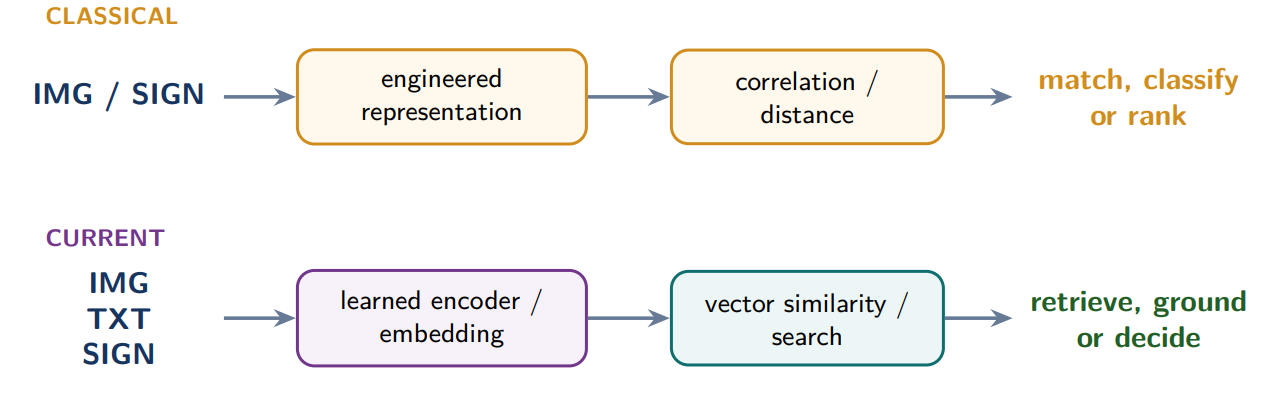 CLASSICAL
IMG / SIGN
engineered
representation
correlation /
distance
match, classify
or rank
CURRENT
IMG
TXT
SIGN
learned encoder /
embedding
vector similarity /
search
retrieve, ground
or decide